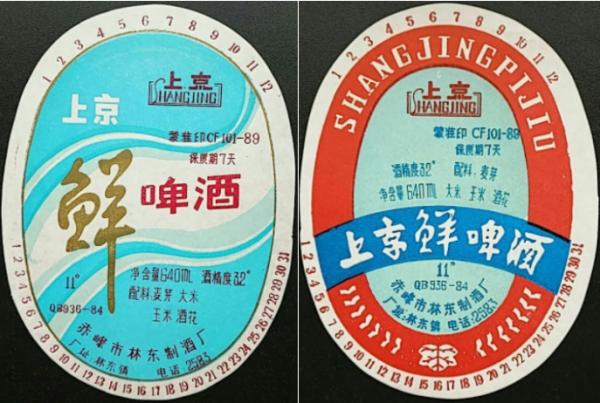 1 2 3 4 5 6 7 8 9 10 11 12
上京
SHANGJING
上京
蒙准印 CF101-89
保质期7天
鲜
啤酒
11°
净含量640ML 酒精度3.2°
配料:麦芽 大米
玉米 酒花
QB936-84
赤峰市林东制酒厂
厂址:林东镇 电话:2583
1 2 3 4 5 6 7 8 9 10 11 12 13 14 15 16 17 18 19 20 21 22 23 24 25 26 27 28 29 30 31
1 2 3 4 5 6 7 8 9 10 11 12
SHANGJINGPIJIU
上京
SHANGJING
蒙准印 CF101-89
保质期7天
酒精度3.2° 配料:麦芽
净含量640ML 大米 玉米 酒花
上京鲜啤酒
11°
QB936-84
赤峰市林东制酒厂
厂址:林东镇 电话:2583
1 2 3 4 5 6 7 8 9 10 11 12 13 14 15 16 17 18 19 20 21 22 23 24 25 26 27 28 29 30 31